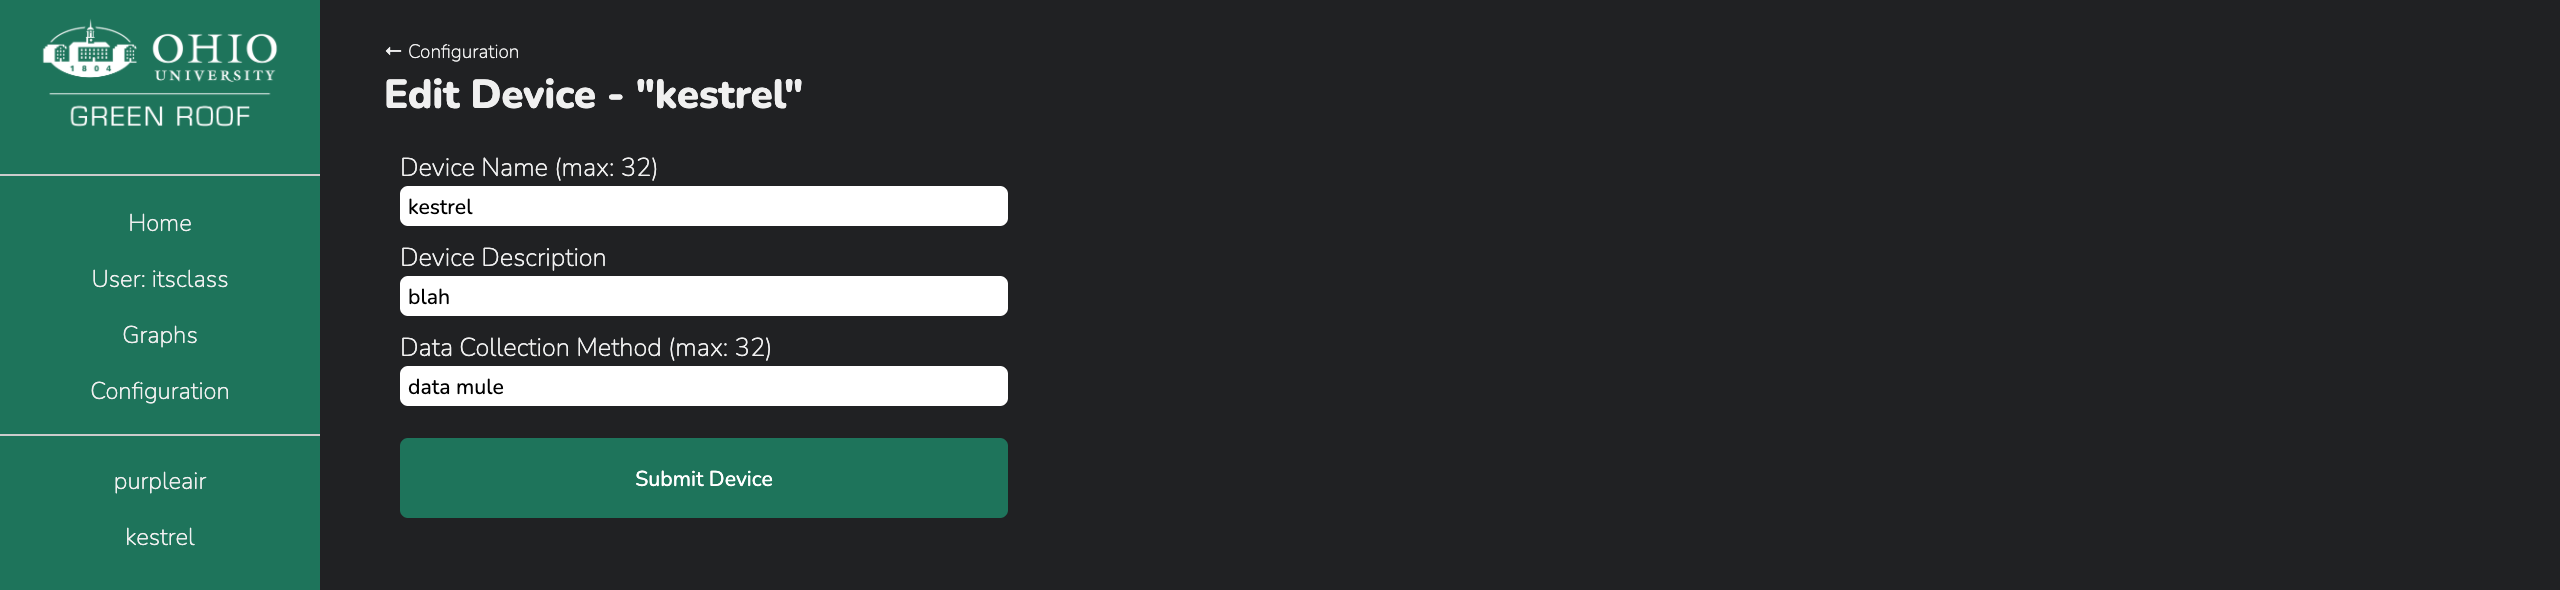 OHIO
UNIVERSITY
1804
GREEN ROOF
Home
User: itsclass
Graphs
Configuration
purpleair
kestrel
← Configuration
Edit Device - "kestrel"
Device Name (max: 32)
kestrel
Device Description
blah
Data Collection Method (max: 32)
data mule
Submit Device